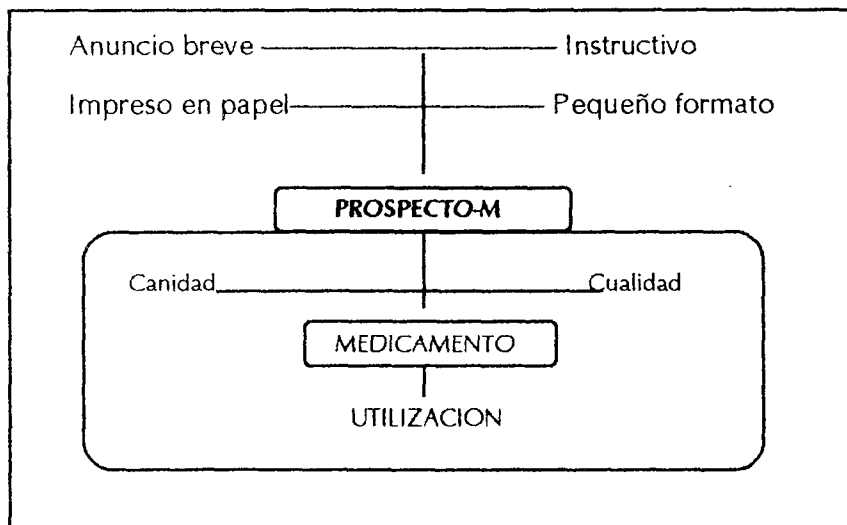 Anuncio breve Instructivo
Impreso en papel Pequeño formato
PROSPECTO-M
Canidad Cualidad
MEDICAMENTO
UTILIZACION